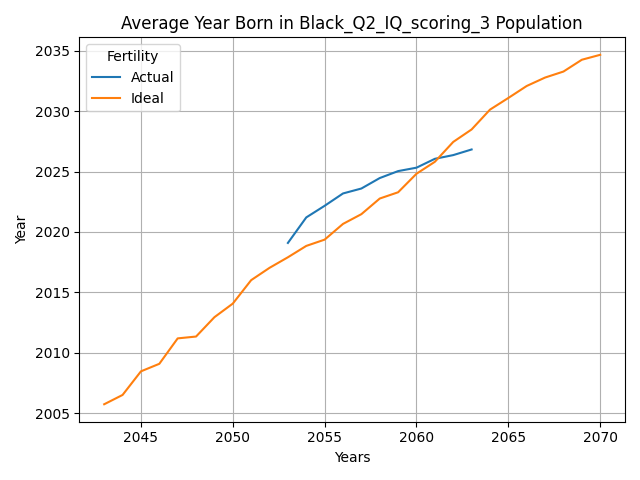 Average Year Born in Black_Q2_IQ_scoring_3 Population
Fertility
Actual
Ideal
2035
2030
2025
2020
2015
2010
2005
Year
2045 2050 2055 2060 2065 2070
Years